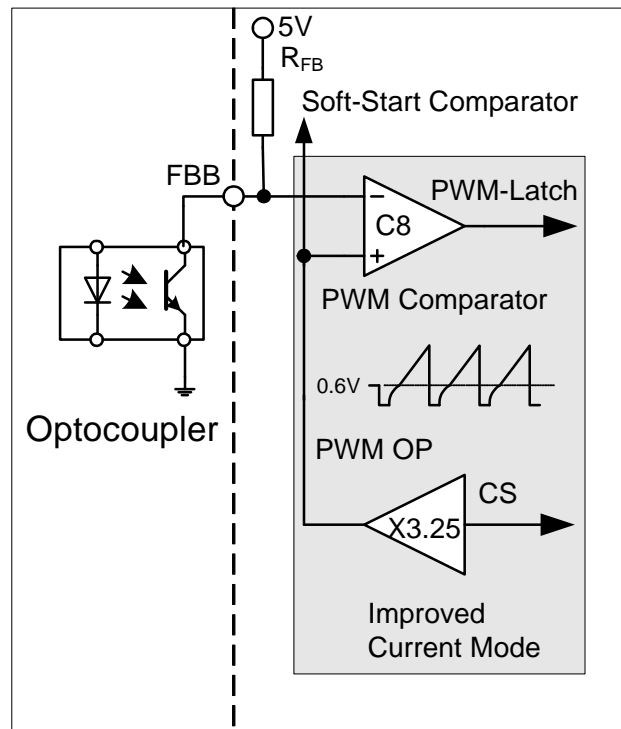 5V
R_FB
Soft-Start Comparator
FBB
PWM-Latch
−
C8
+
PWM Comparator
0.6V
Optocoupler
PWM OP
CS
X3.25
Improved
Current Mode